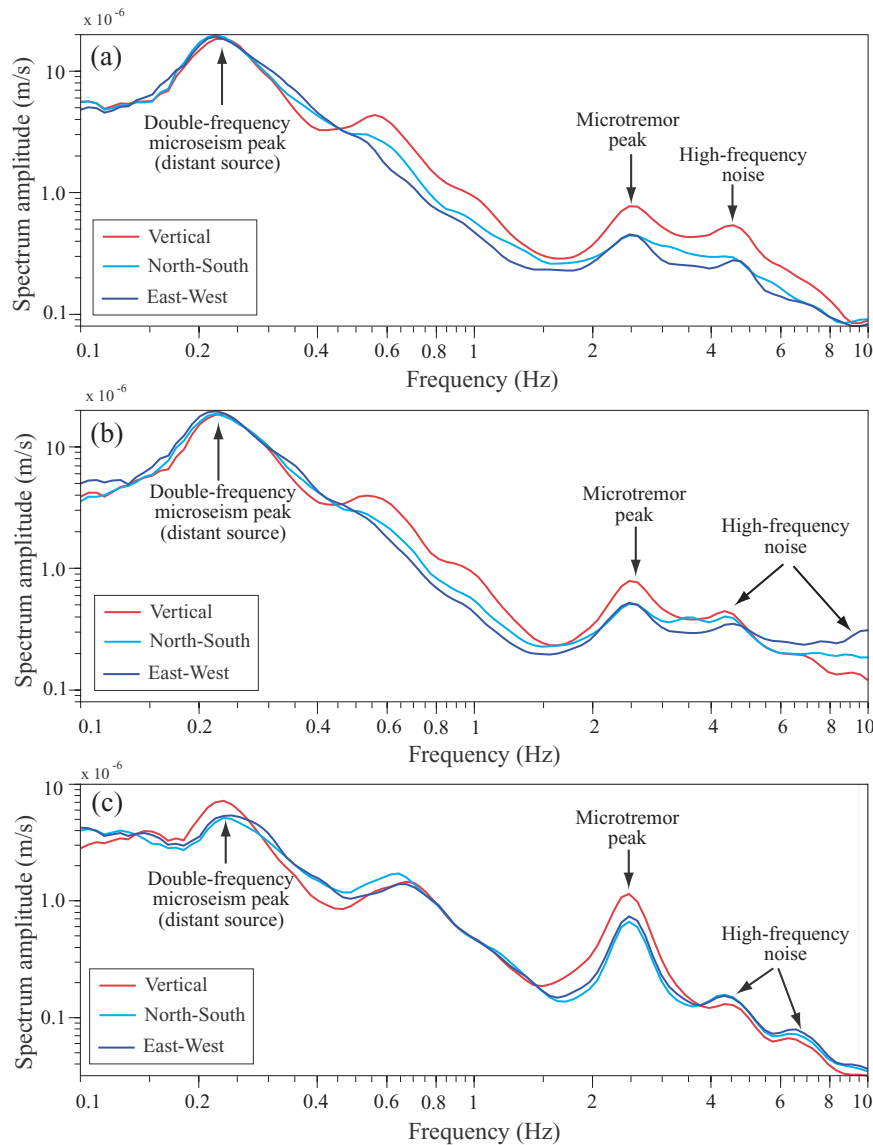 x 10⁻⁶
(a)
10
1.0
0.1
Spectrum amplitude (m/s)
Double-frequency
microseism peak
(distant source)
Microtremor
peak
High-frequency
noise
Vertical
North-South
East-West
0.1 0.2 0.4 0.6 0.8 1 2 4 6 8 10
Frequency (Hz)
x 10⁻⁶
(b)
10
1.0
0.1
Spectrum amplitude (m/s)
Double-frequency
microseism peak
(distant source)
Microtremor
peak
High-frequency
noise
Vertical
North-South
East-West
0.1 0.2 0.4 0.6 0.8 1 2 4 6 8 10
Frequency (Hz)
x 10⁻⁶
(c)
10
1.0
0.1
Spectrum amplitude (m/s)
Double-frequency
microseism peak
(distant source)
Microtremor
peak
High-frequency
noise
Vertical
North-South
East-West
0.1 0.2 0.4 0.6 0.8 1 2 4 6 8 10
Frequency (Hz)